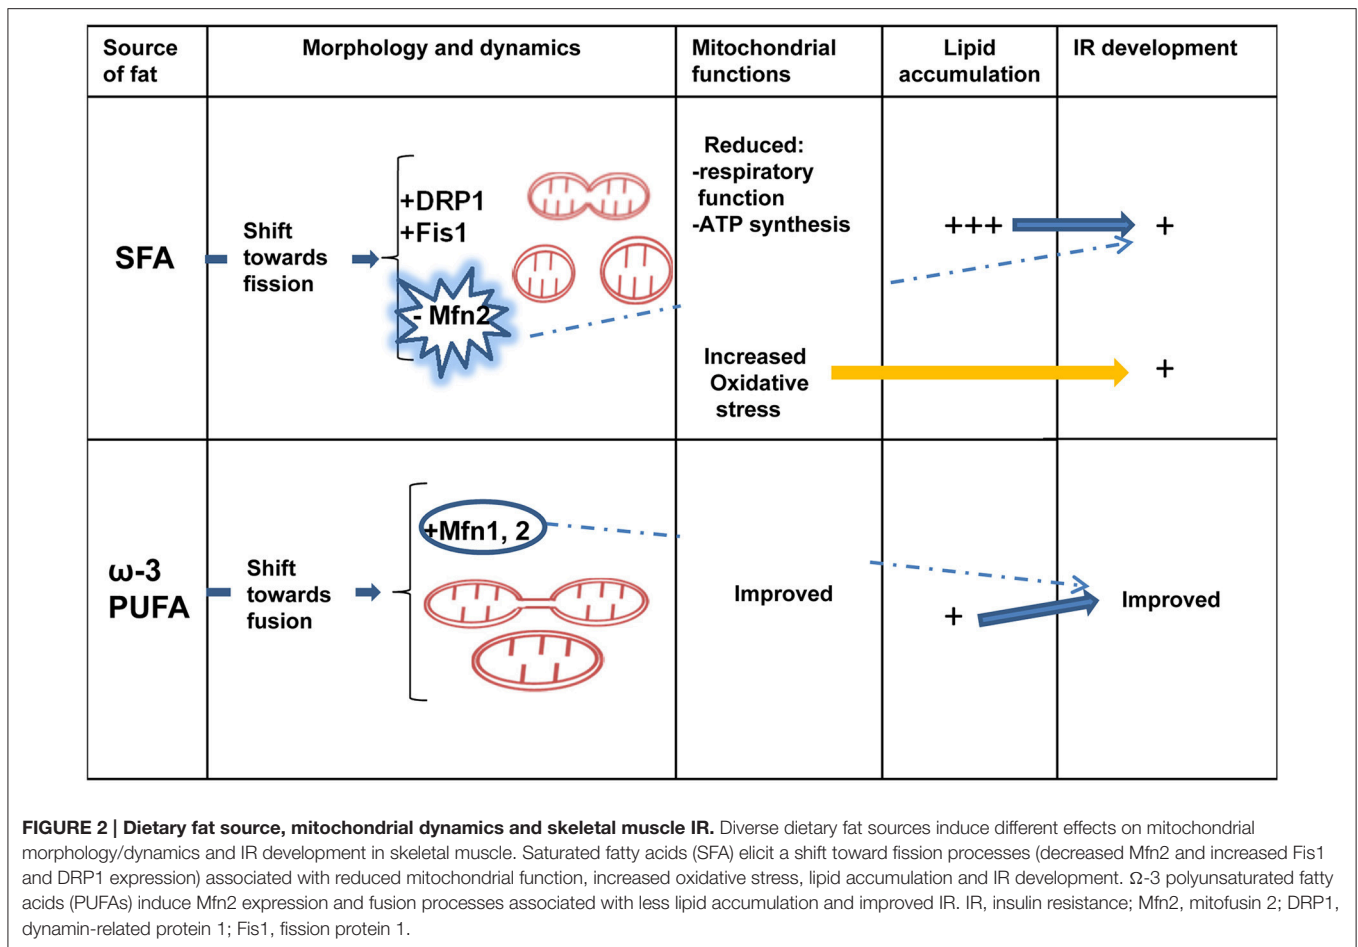 Source
of fat
Morphology and dynamics
Mitochondrial
functions
Lipid
accumulation
IR development
SFA
Shift
towards
fission
+DRP1
+Fis1
- Mfn2
Reduced:
-respiratory
function
-ATP synthesis
+++
+
Increased
Oxidative
stress
+
ω-3
PUFA
Shift
towards
fusion
+Mfn1, 2
Improved
+
Improved
FIGURE 2 | Dietary fat source, mitochondrial dynamics and skeletal muscle IR. Diverse dietary fat sources induce different effects on mitochondrial
morphology/dynamics and IR development in skeletal muscle. Saturated fatty acids (SFA) elicit a shift toward fission processes (decreased Mfn2 and increased Fis1
and DRP1 expression) associated with reduced mitochondrial function, increased oxidative stress, lipid accumulation and IR development. Ω-3 polyunsaturated fatty
acids (PUFAs) induce Mfn2 expression and fusion processes associated with less lipid accumulation and improved IR. IR, insulin resistance; Mfn2, mitofusin 2; DRP1,
dynamin-related protein 1; Fis1, fission protein 1.